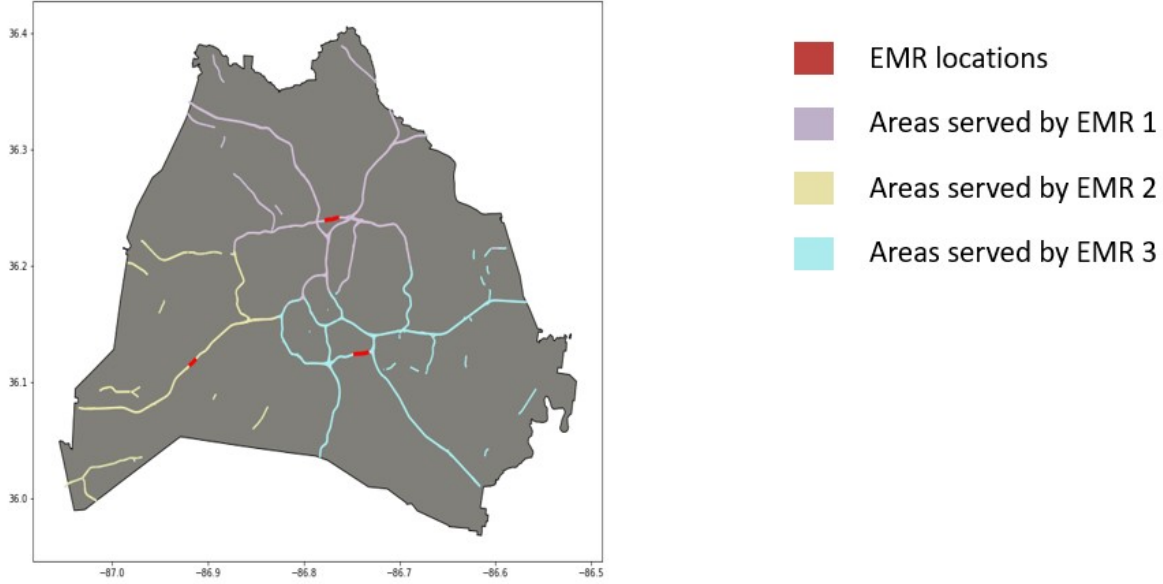 36.4
36.3
36.2
36.1
36.0
−87.0 −86.9 −86.8 −86.7 −86.6 −86.5
EMR locations
Areas served by EMR 1
Areas served by EMR 2
Areas served by EMR 3